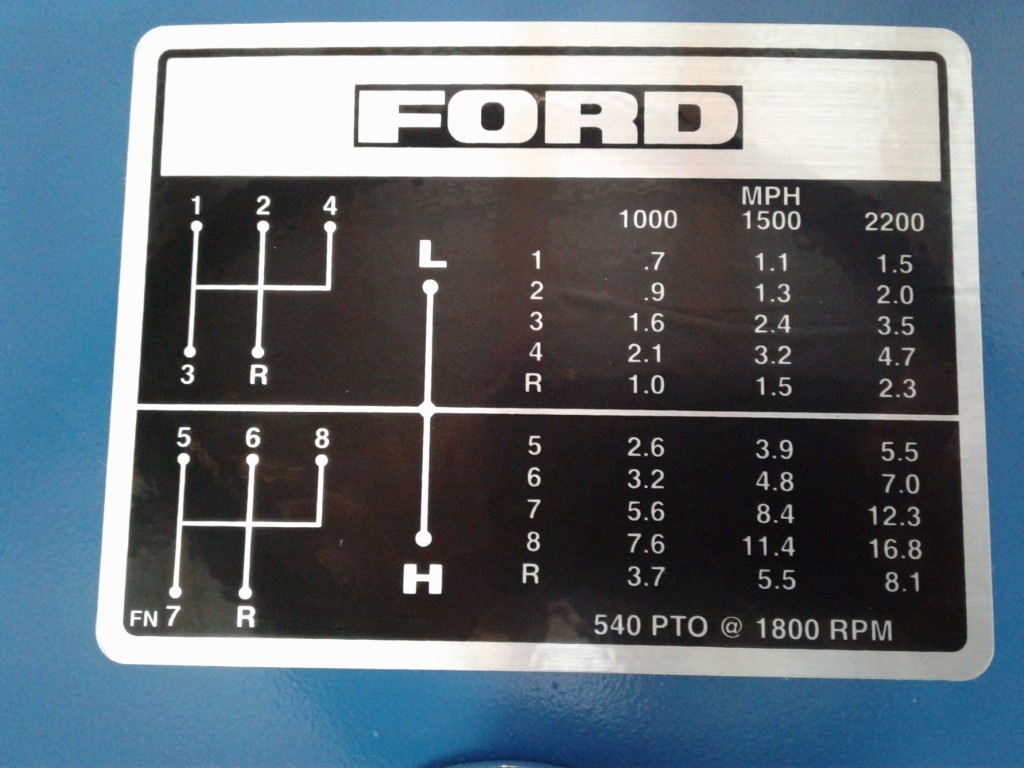 FORD
1 2 4
3 R
L
MPH
1000 1500 2200
1 .7 1.1 1.5
2 .9 1.3 2.0
3 1.6 2.4 3.5
4 2.1 3.2 4.7
R 1.0 1.5 2.3
5 6 8
FN 7 R
H
5 2.6 3.9 5.5
6 3.2 4.8 7.0
7 5.6 8.4 12.3
8 7.6 11.4 16.8
R 3.7 5.5 8.1
540 PTO @ 1800 RPM